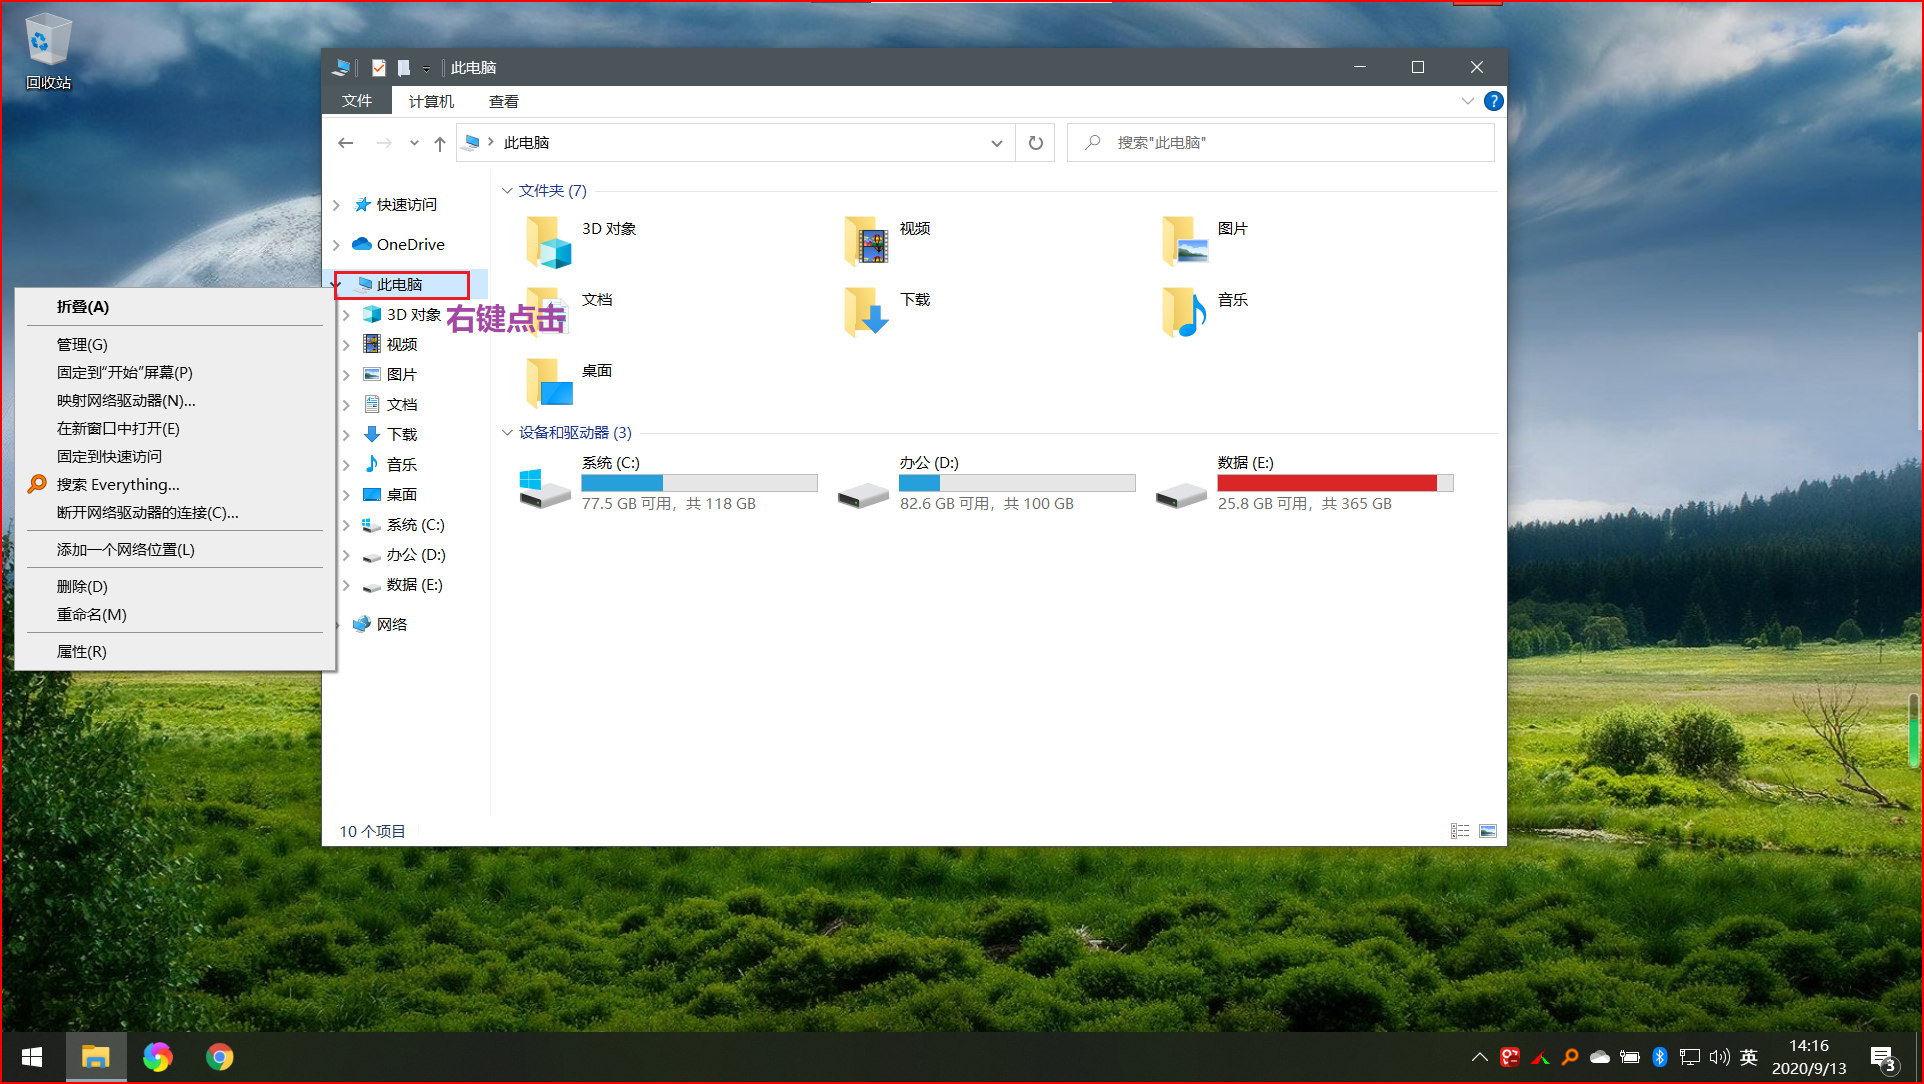 回收站
此电脑
文件 计算机 查看
此电脑
搜索"此电脑"
快速访问
OneDrive
此电脑
右键点击
3D 对象
视频
图片
文档
下载
音乐
桌面
系统 (C:)
办公 (D:)
数据 (E:)
网络
折叠(A)
管理(G)
固定到“开始”屏幕(P)
映射网络驱动器(N)...
在新窗口中打开(E)
固定到快速访问
搜索 Everything...
断开网络驱动器的连接(C)...
添加一个网络位置(L)
删除(D)
重命名(M)
属性(R)
文件夹 (7)
3D 对象
视频
图片
文档
下载
音乐
桌面
设备和驱动器 (3)
系统 (C:)
77.5 GB 可用，共 118 GB
办公 (D:)
82.6 GB 可用，共 100 GB
数据 (E:)
25.8 GB 可用，共 365 GB
10 个项目
英
14:16
2020/9/13
3